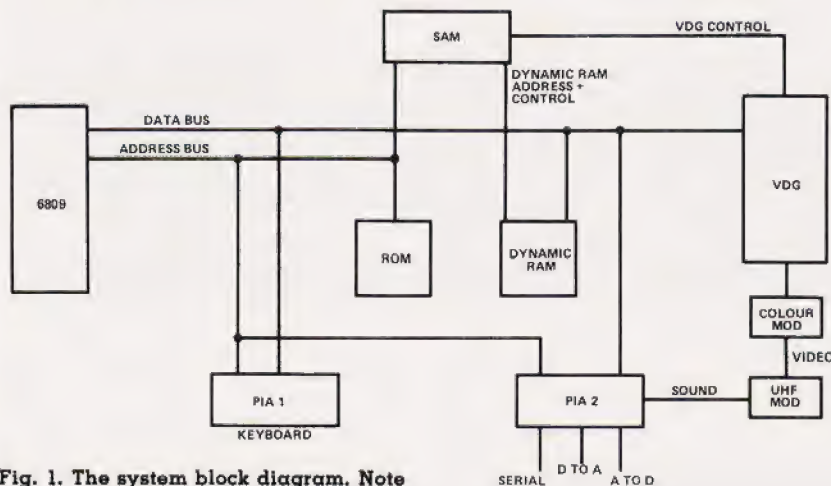 SAM
VDG CONTROL
DYNAMIC RAM
ADDRESS +
CONTROL
DATA BUS
ADDRESS BUS
6809
VDG
ROM
DYNAMIC
RAM
COLOUR
MOD
VIDEO
PIA 1
KEYBOARD
PIA 2
SOUND
UHF
MOD
SERIAL
D TO A
A TO D
Fig. 1. The system block diagram. Note